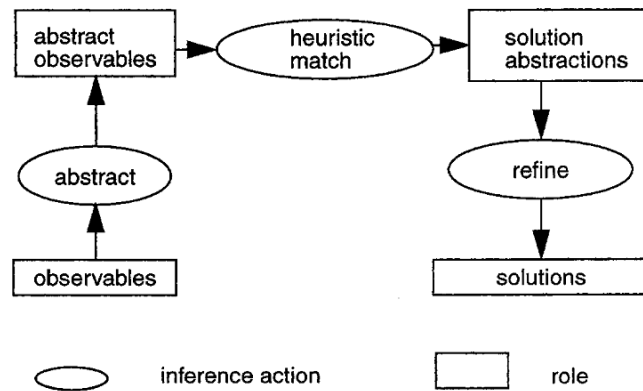 abstract
observables
heuristic
match
solution
abstractions
abstract
refine
observables
solutions
inference action
role